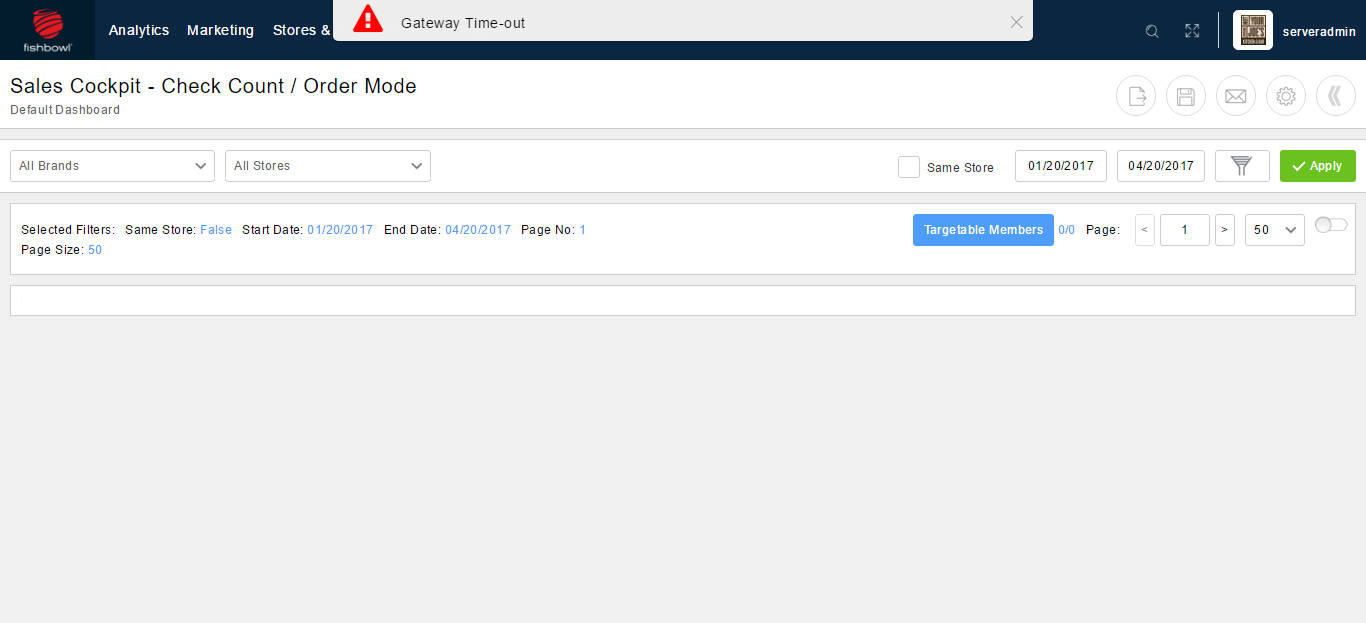 fishbowl
Analytics Marketing Stores &
Gateway Time-out
serveradmin
Sales Cockpit - Check Count / Order Mode
Default Dashboard
All Brands All Stores Same Store 01/20/2017 04/20/2017 Apply
Selected Filters: Same Store: False Start Date: 01/20/2017 End Date: 04/20/2017 Page No: 1
Page Size: 50
Targetable Members 0/0 Page: < 1 > 50